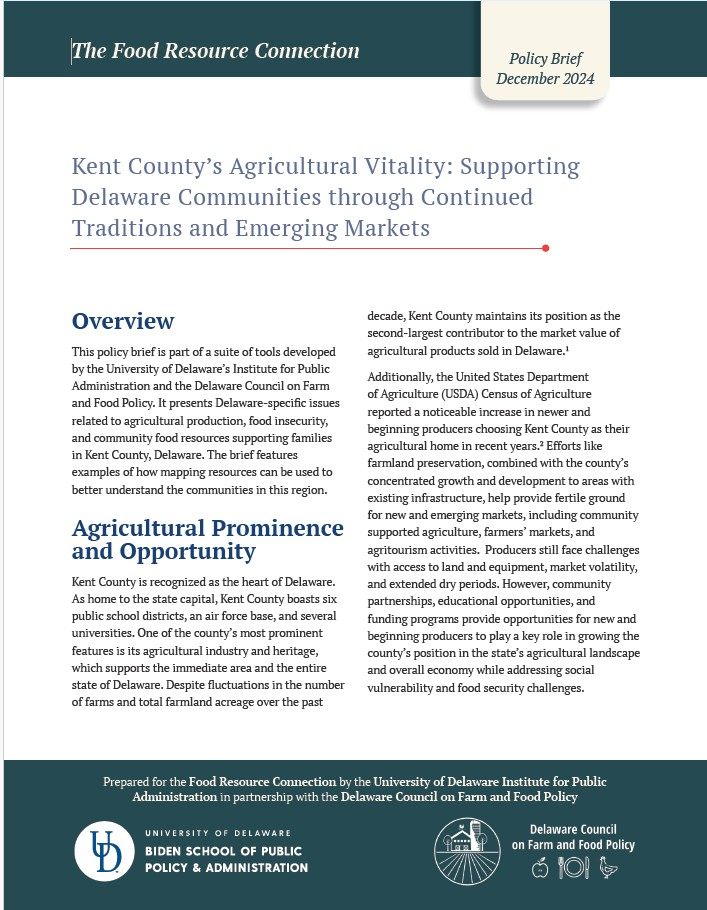 The Food Resource Connection
Policy Brief
December 2024
Kent County’s Agricultural Vitality: Supporting
Delaware Communities through Continued
Traditions and Emerging Markets
Overview
This policy brief is part of a suite of tools developed
by the University of Delaware’s Institute for Public
Administration and the Delaware Council on Farm
and Food Policy. It presents Delaware-specific issues
related to agricultural production, food insecurity,
and community food resources supporting families
in Kent County, Delaware. The brief features
examples of how mapping resources can be used to
better understand the communities in this region.
Agricultural Prominence
and Opportunity
Kent County is recognized as the heart of Delaware.
As home to the state capital, Kent County boasts six
public school districts, an air force base, and several
universities. One of the county’s most prominent
features is its agricultural industry and heritage,
which supports the immediate area and the entire
state of Delaware. Despite fluctuations in the number
of farms and total farmland acreage over the past
decade, Kent County maintains its position as the
second-largest contributor to the market value of
agricultural products sold in Delaware.¹
Additionally, the United States Department
of Agriculture (USDA) Census of Agriculture
reported a noticeable increase in newer and
beginning producers choosing Kent County as their
agricultural home in recent years.² Efforts like
farmland preservation, combined with the county’s
concentrated growth and development to areas with
existing infrastructure, help provide fertile ground
for new and emerging markets, including community
supported agriculture, farmers’ markets, and
agritourism activities. Producers still face challenges
with access to land and equipment, market volatility,
and extended dry periods. However, community
partnerships, educational opportunities, and
funding programs provide opportunities for new and
beginning producers to play a key role in growing the
county’s position in the state’s agricultural landscape
and overall economy while addressing social
vulnerability and food security challenges.
Prepared for the Food Resource Connection by the University of Delaware Institute for Public
Administration in partnership with the Delaware Council on Farm and Food Policy
UD
UNIVERSITY OF DELAWARE
BIDEN SCHOOL OF PUBLIC
POLICY & ADMINISTRATION
Delaware Council
on Farm and Food Policy